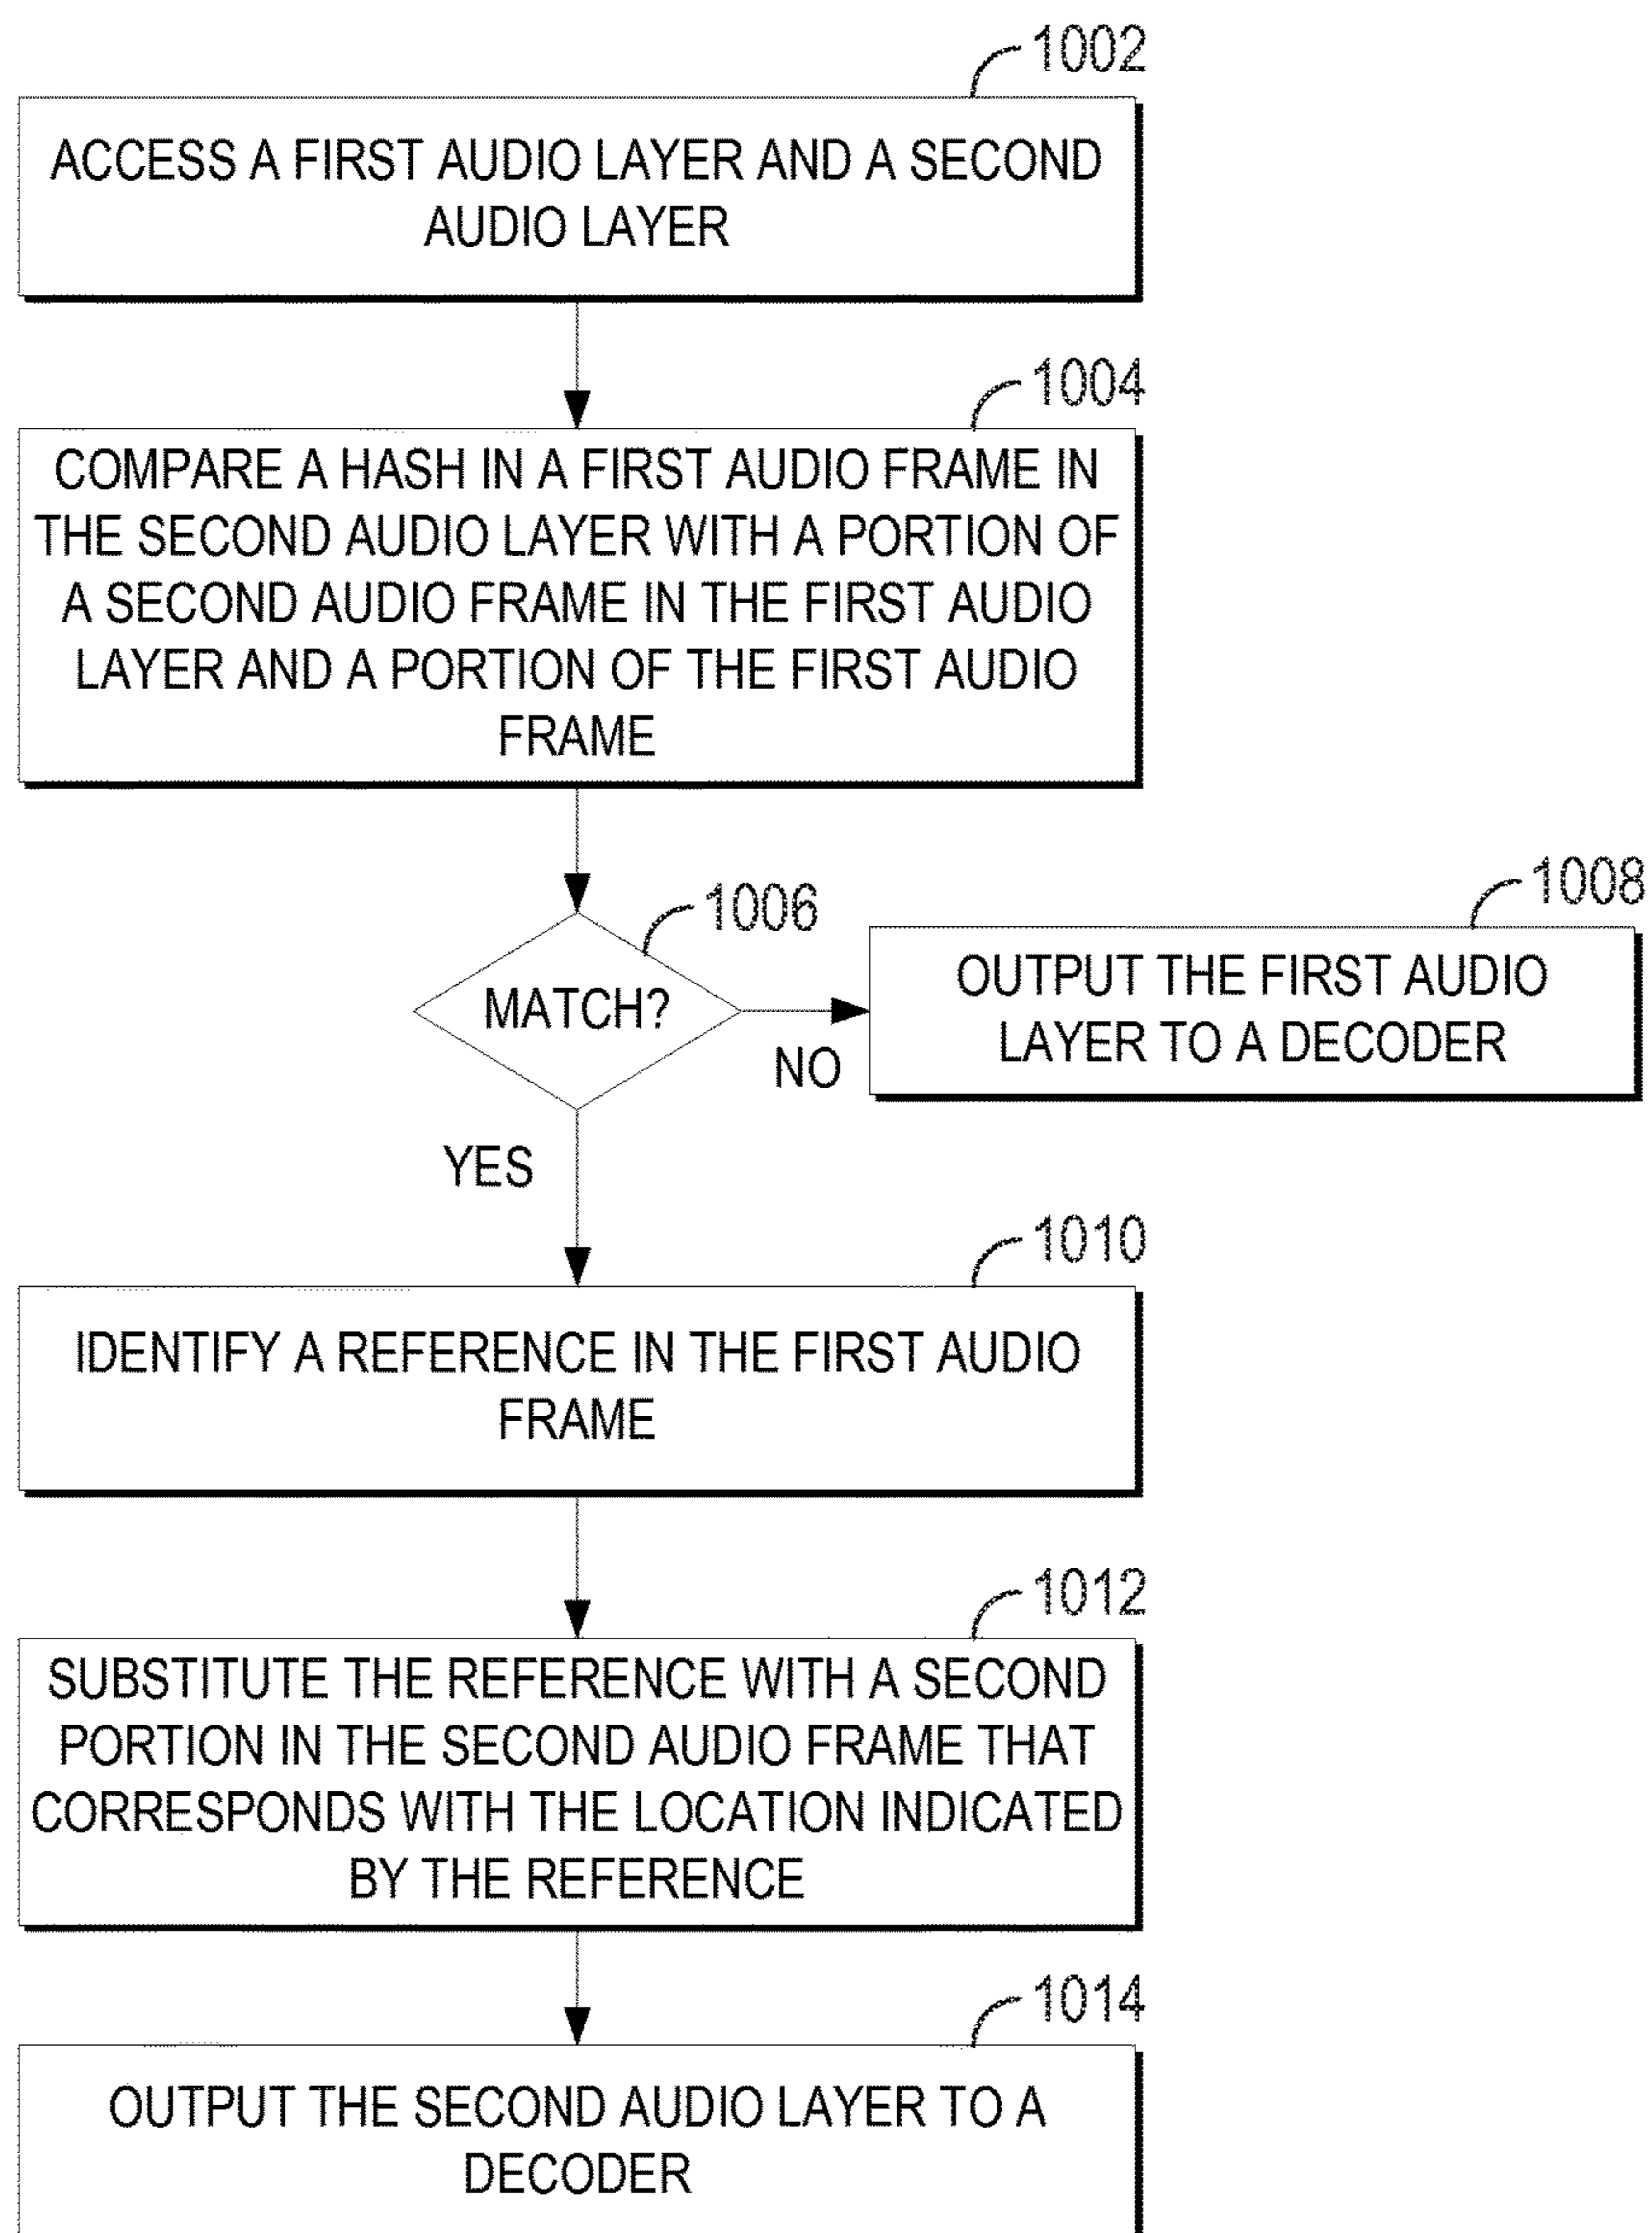 1002
ACCESS A FIRST AUDIO LAYER AND A SECOND
AUDIO LAYER
1004
COMPARE A HASH IN A FIRST AUDIO FRAME IN
THE SECOND AUDIO LAYER WITH A PORTION OF
A SECOND AUDIO FRAME IN THE FIRST AUDIO
LAYER AND A PORTION OF THE FIRST AUDIO
FRAME
1006
MATCH?
NO
1008
OUTPUT THE FIRST AUDIO
LAYER TO A DECODER
YES
1010
IDENTIFY A REFERENCE IN THE FIRST AUDIO
FRAME
1012
SUBSTITUTE THE REFERENCE WITH A SECOND
PORTION IN THE SECOND AUDIO FRAME THAT
CORRESPONDS WITH THE LOCATION INDICATED
BY THE REFERENCE
1014
OUTPUT THE SECOND AUDIO LAYER TO A
DECODER